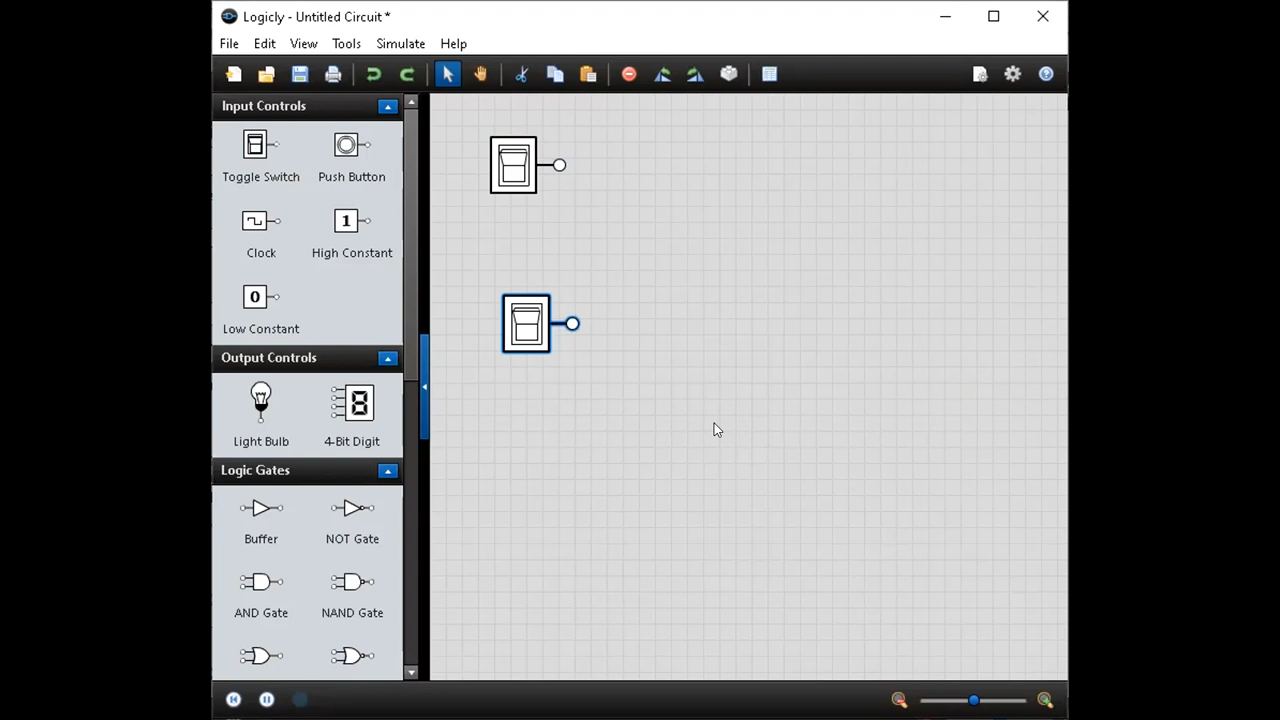 Logicly - Untitled Circuit *
File Edit View Tools Simulate Help
Input Controls
Toggle Switch Push Button
1
Clock High Constant
0
Low Constant
Output Controls
8
Light Bulb 4-Bit Digit
Logic Gates
Buffer NOT Gate
AND Gate NAND Gate